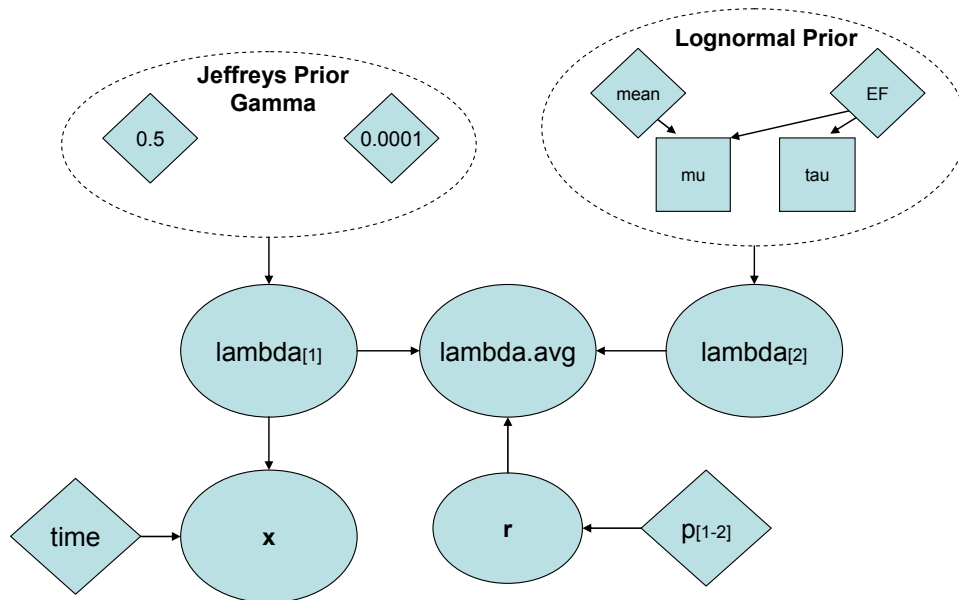 Jeffreys Prior
Gamma
0.5
0.0001
Lognormal Prior
mean
EF
mu
tau
lambda[1]
lambda.avg
lambda[2]
time
x
r
p[1-2]